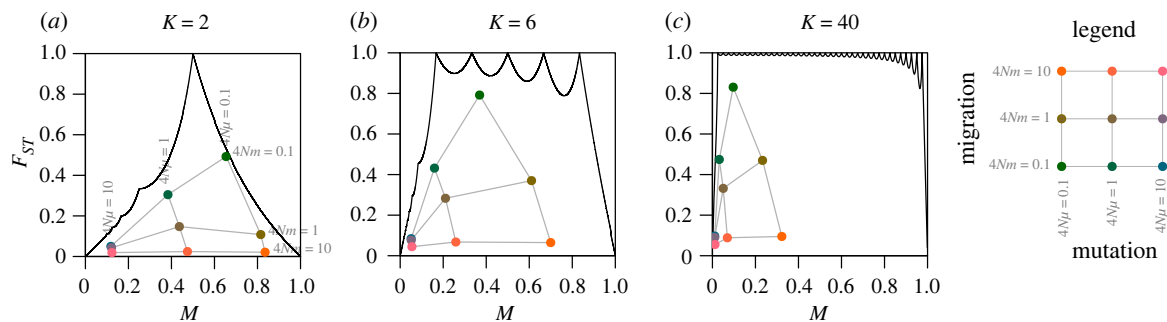 (a) K = 2
1.0
0.8
0.6
0.4
0.2
0
F_ST
4Nμ = 10
4Nμ = 1
4Nμ = 0.1
4Nm = 0.1
4Nm = 1
4Nm = 10
0 0.2 0.4 0.6 0.8 1.0
M
(b) K = 6
1.0
0.8
0.6
0.4
0.2
0
0 0.2 0.4 0.6 0.8 1.0
M
(c) K = 40
1.0
0.8
0.6
0.4
0.2
0
0 0.2 0.4 0.6 0.8 1.0
M
legend
migration
4Nm = 10
4Nm = 1
4Nm = 0.1
4Nμ = 0.1
4Nμ = 1
4Nμ = 10
mutation